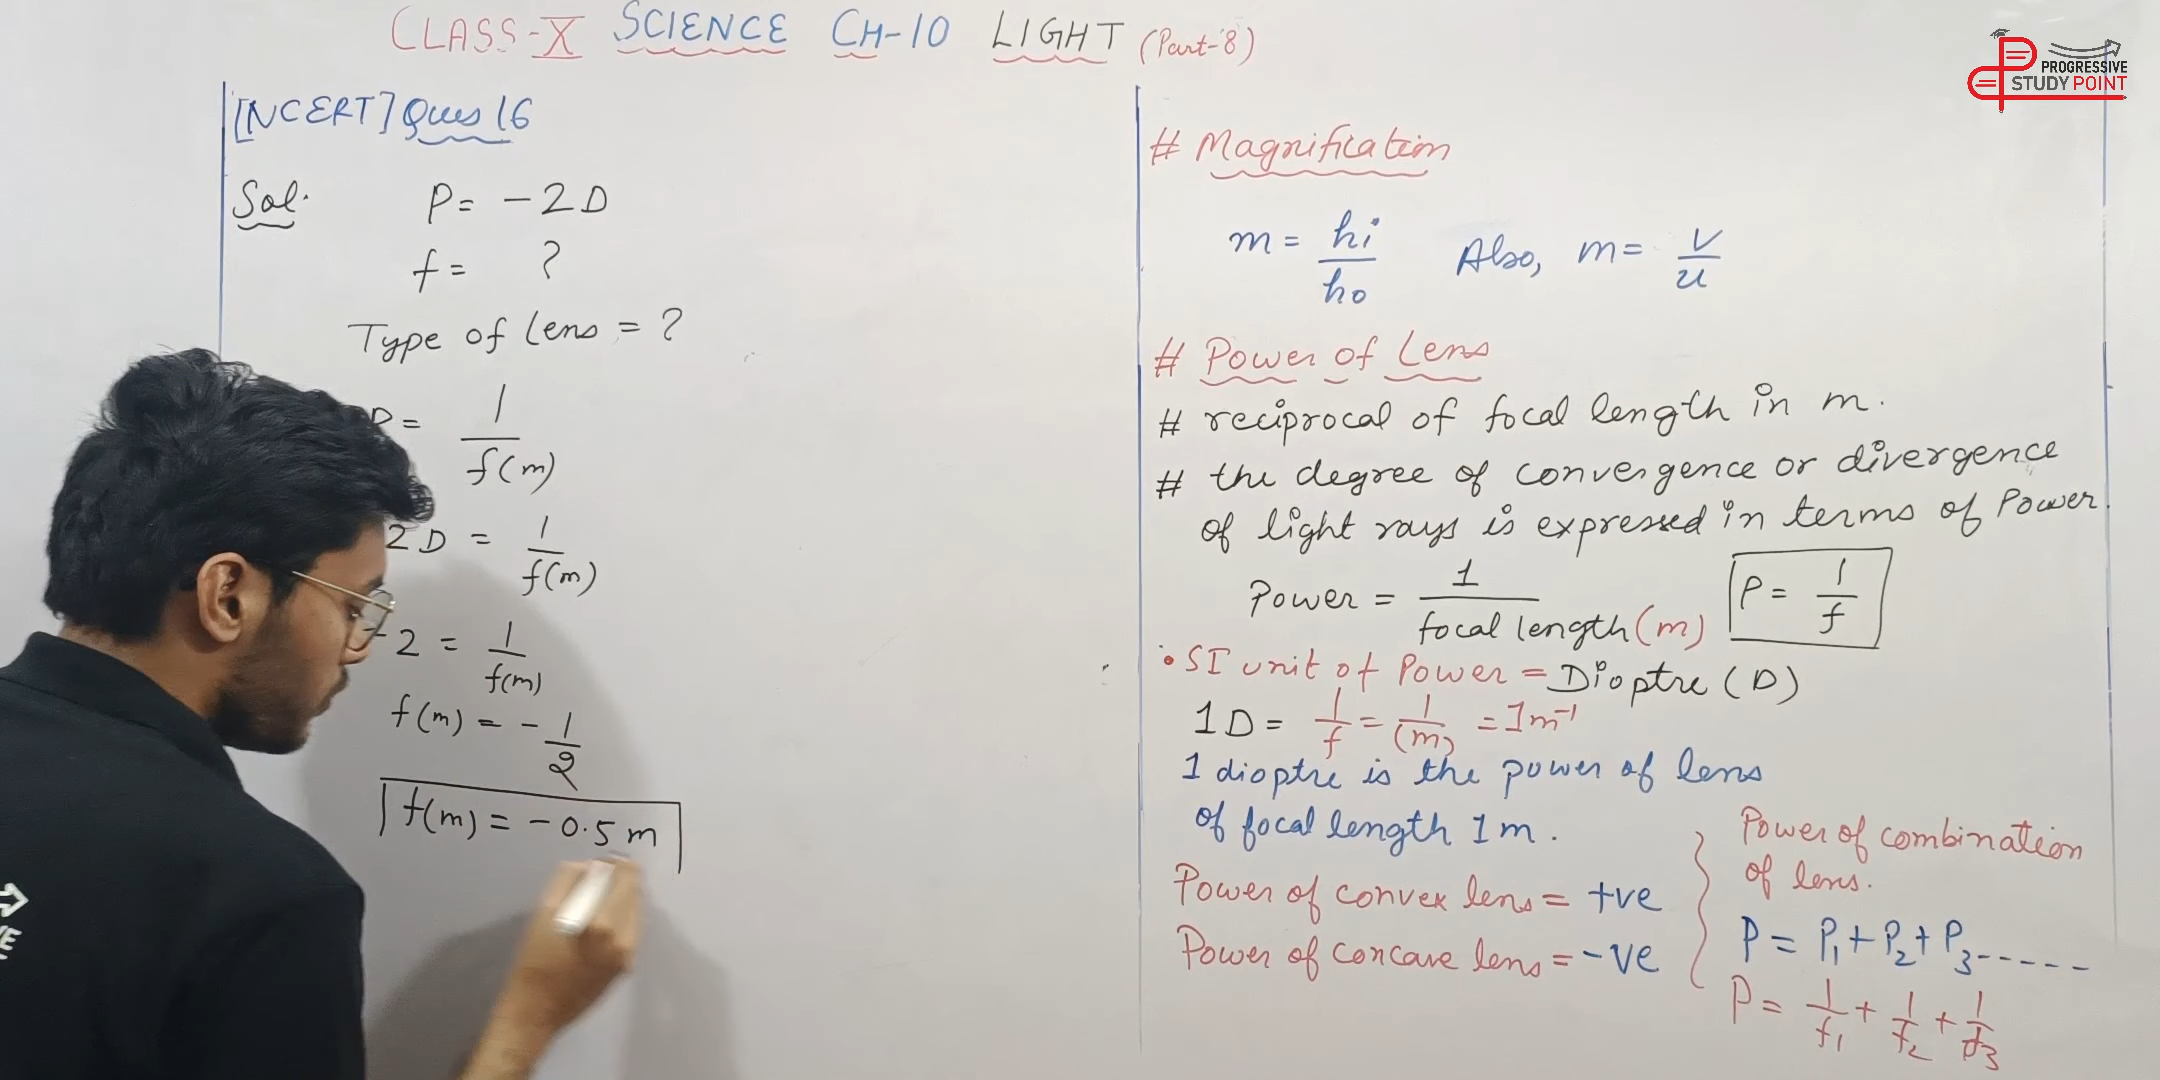 CLASS-X SCIENCE CH-10 LIGHT (Part-8)
PROGRESSIVE
STUDY POINT
[NCERT] Ques 16
Sol. P = -2D
f = ?
Type of lens = ?
P = 1/f(m)
2D = 1/f(m)
-2 = 1/f(m)
f(m) = -1/2
f(m) = -0.5 m
# Magnification
m = hi/ho Also, m = v/u
# Power of Lens
# reciprocal of focal length in m.
# the degree of convergence or divergence
of light rays is expressed in terms of Power.
Power = 1/focal length (m) P = 1/f
• SI unit of Power = Dioptre (D)
1D = 1/f = 1/(m) = 1m⁻¹
1 dioptre is the power of lens
of focal length 1m.
Power of convex lens = +ve
Power of concave lens = -ve
Power of combination
of lens.
P = P₁ + P₂ + P₃-----
P = 1/f₁ + 1/f₂ + 1/f₃